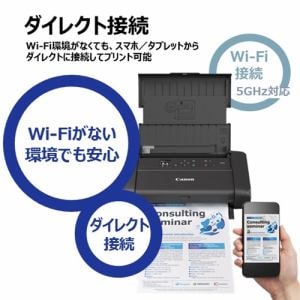 ダイレクト接続
Wi-Fi環境がなくても、スマホ／タブレットから
ダイレクトに接続してプリント可能
Wi-Fi
接続
5GHz対応
Wi-Fiがない
環境でも安心
Canon
ダイレクト
接続
Consulting
seminar
Consulting
seminar